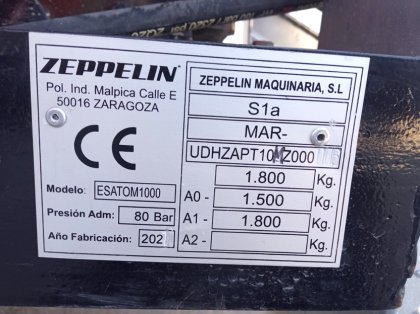 ZEPPELIN
Pol. Ind. Malpica Calle E
50016 ZARAGOZA
CE
Modelo: ESATOM1000
Presión Adm: 80 Bar
Año Fabricación: 202
ZEPPELIN MAQUINARIA, S.L
S1a
MAR-
1.800 Kg.
A0 - 1.500 Kg.
A1 - 1.800 Kg.
A2 - Kg.